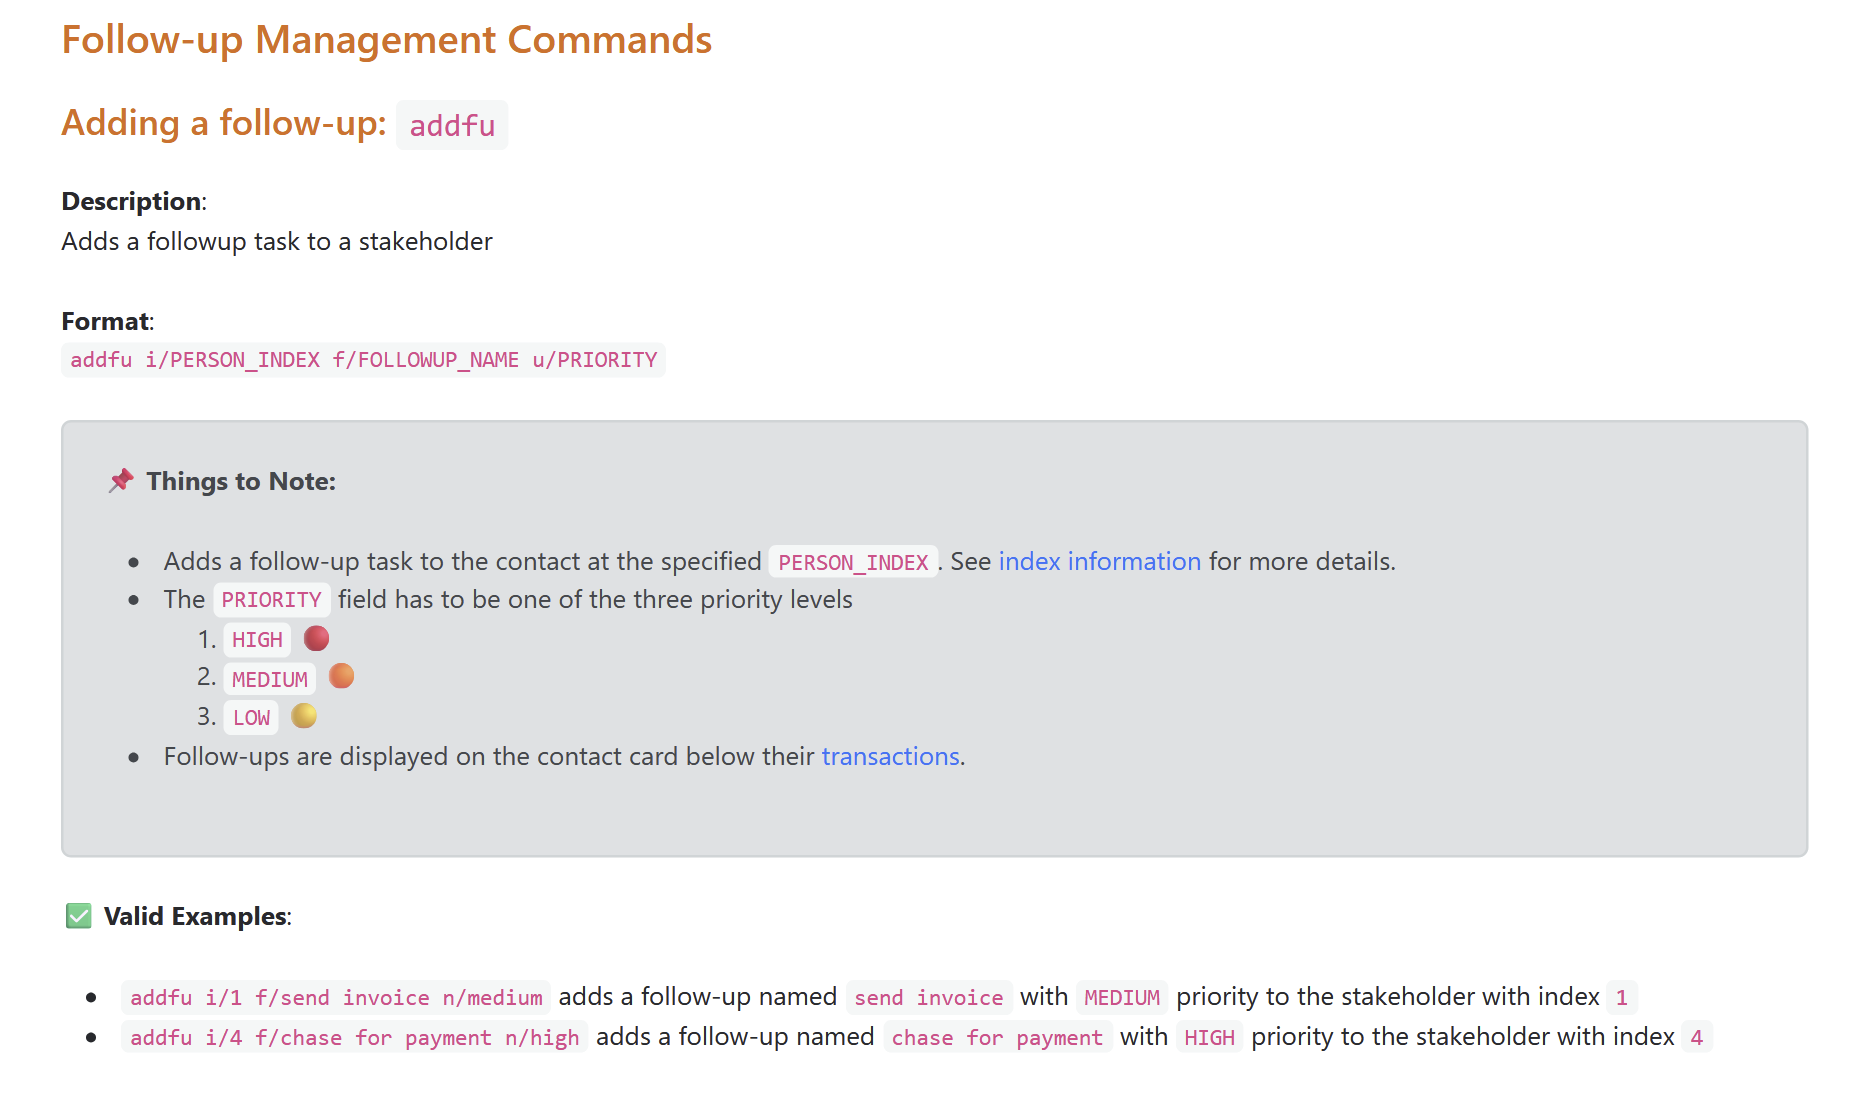 Follow-up Management Commands
Adding a follow-up: addfu
Description:
Adds a followup task to a stakeholder
Format:
addfu i/PERSON_INDEX f/FOLLOWUP_NAME u/PRIORITY
📌 Things to Note:
• Adds a follow-up task to the contact at the specified PERSON_INDEX. See index information for more details.
• The PRIORITY field has to be one of the three priority levels
1. HIGH 🔴
2. MEDIUM 🟠
3. LOW 🟡
• Follow-ups are displayed on the contact card below their transactions.
✅ Valid Examples:
• addfu i/1 f/send invoice n/medium adds a follow-up named send invoice with MEDIUM priority to the stakeholder with index 1
• addfu i/4 f/chase for payment n/high adds a follow-up named chase for payment with HIGH priority to the stakeholder with index 4